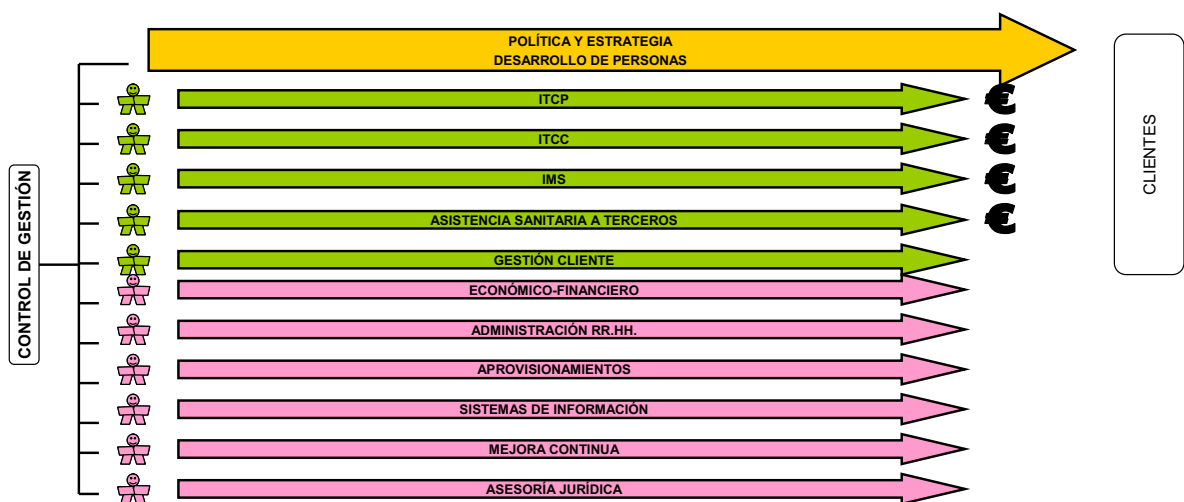 POLÍTICA Y ESTRATEGIA
DESARROLLO DE PERSONAS
ITCP
€
ITCC
€
IMS
€
ASISTENCIA SANITARIA A TERCEROS
€
GESTIÓN CLIENTE
ECONÓMICO-FINANCIERO
ADMINISTRACIÓN RR.HH.
APROVISIONAMIENTOS
SISTEMAS DE INFORMACIÓN
MEJORA CONTINUA
ASESORÍA JURÍDICA
CONTROL DE GESTIÓN
CLIENTES